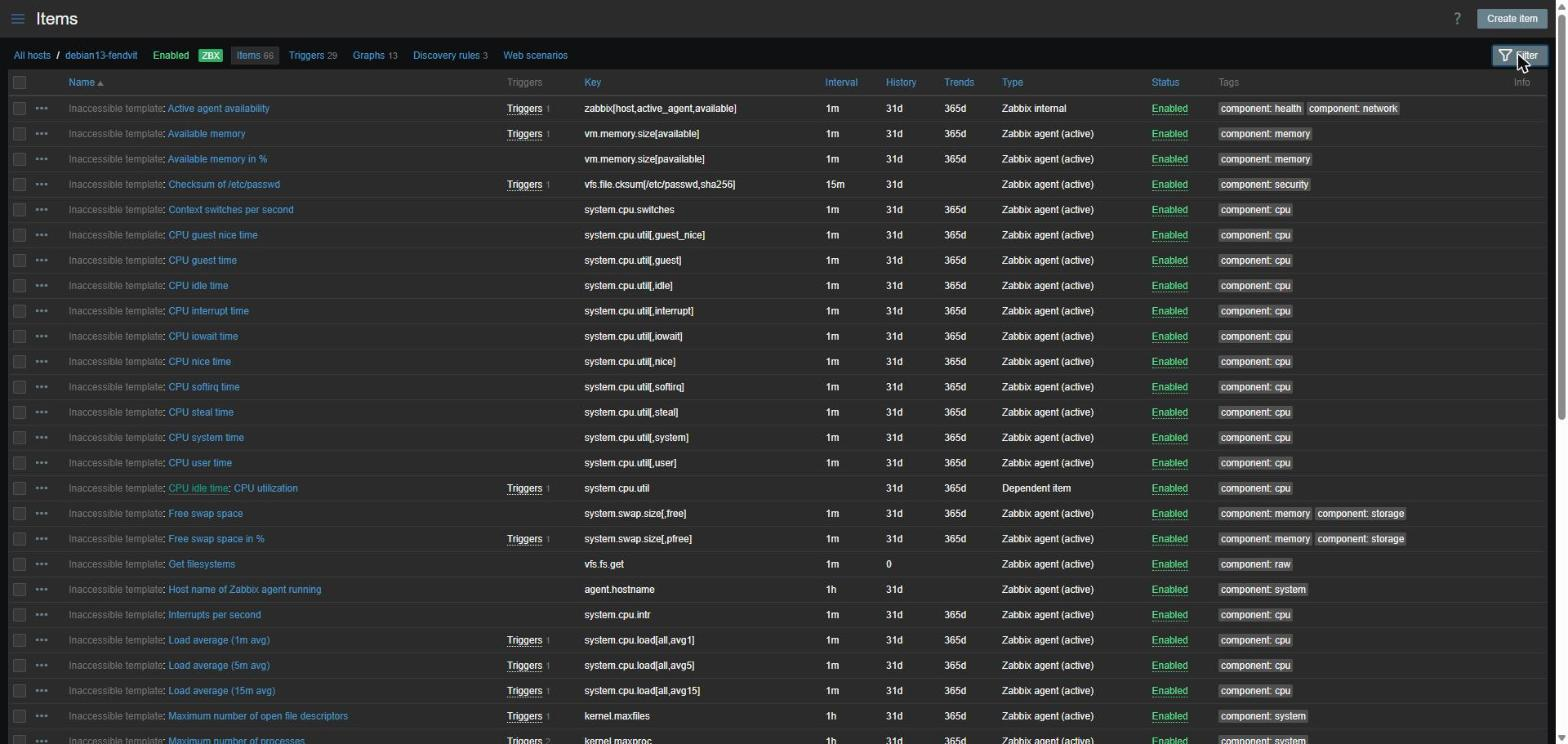 Items ? Create item
All hosts / debian13-fendvit Enabled ZBX Items 66 Triggers 29 Graphs 13 Discovery rules 3 Web scenarios Filter
Name Triggers Key Interval History Trends Type Status Tags Info
Inaccessible template: Active agent availability Triggers 1 zabbix[host,active_agent,available] 1m 31d 365d Zabbix internal Enabled component: health component: network
Inaccessible template: Available memory Triggers 1 vm.memory.size[available] 1m 31d 365d Zabbix agent (active) Enabled component: memory
Inaccessible template: Available memory in % vm.memory.size[pavailable] 1m 31d 365d Zabbix agent (active) Enabled component: memory
Inaccessible template: Checksum of /etc/passwd Triggers 1 vfs.file.cksum[/etc/passwd,sha256] 15m 31d Zabbix agent (active) Enabled component: security
Inaccessible template: Context switches per second system.cpu.switches 1m 31d 365d Zabbix agent (active) Enabled component: cpu
Inaccessible template: CPU guest nice time system.cpu.util[,guest_nice] 1m 31d 365d Zabbix agent (active) Enabled component: cpu
Inaccessible template: CPU guest time system.cpu.util[,guest] 1m 31d 365d Zabbix agent (active) Enabled component: cpu
Inaccessible template: CPU idle time system.cpu.util[,idle] 1m 31d 365d Zabbix agent (active) Enabled component: cpu
Inaccessible template: CPU interrupt time system.cpu.util[,interrupt] 1m 31d 365d Zabbix agent (active) Enabled component: cpu
Inaccessible template: CPU iowait time system.cpu.util[,iowait] 1m 31d 365d Zabbix agent (active) Enabled component: cpu
Inaccessible template: CPU nice time system.cpu.util[,nice] 1m 31d 365d Zabbix agent (active) Enabled component: cpu
Inaccessible template: CPU softirq time system.cpu.util[,softirq] 1m 31d 365d Zabbix agent (active) Enabled component: cpu
Inaccessible template: CPU steal time system.cpu.util[,steal] 1m 31d 365d Zabbix agent (active) Enabled component: cpu
Inaccessible template: CPU system time system.cpu.util[,system] 1m 31d 365d Zabbix agent (active) Enabled component: cpu
Inaccessible template: CPU user time system.cpu.util[,user] 1m 31d 365d Zabbix agent (active) Enabled component: cpu
Inaccessible template: CPU idle time: CPU utilization Triggers 1 system.cpu.util 31d 365d Dependent item Enabled component: cpu
Inaccessible template: Free swap space system.swap.size[,free] 1m 31d 365d Zabbix agent (active) Enabled component: memory component: storage
Inaccessible template: Free swap space in % Triggers 1 system.swap.size[,pfree] 1m 31d 365d Zabbix agent (active) Enabled component: memory component: storage
Inaccessible template: Get filesystems vfs.fs.get 1m 0 Zabbix agent (active) Enabled component: raw
Inaccessible template: Host name of Zabbix agent running agent.hostname 1h 31d Zabbix agent (active) Enabled component: system
Inaccessible template: Interrupts per second system.cpu.intr 1m 31d 365d Zabbix agent (active) Enabled component: cpu
Inaccessible template: Load average (1m avg) Triggers 1 system.cpu.load[all,avg1] 1m 31d 365d Zabbix agent (active) Enabled component: cpu
Inaccessible template: Load average (5m avg) Triggers 1 system.cpu.load[all,avg5] 1m 31d 365d Zabbix agent (active) Enabled component: cpu
Inaccessible template: Load average (15m avg) Triggers 1 system.cpu.load[all,avg15] 1m 31d 365d Zabbix agent (active) Enabled component: cpu
Inaccessible template: Maximum number of open file descriptors Triggers 1 kernel.maxfiles 1h 31d 365d Zabbix agent (active) Enabled component: system
Inaccessible template: Maximum number of processes Triggers 2 kernel.maxproc 1h 31d 365d Zabbix agent (active) Enabled component: system